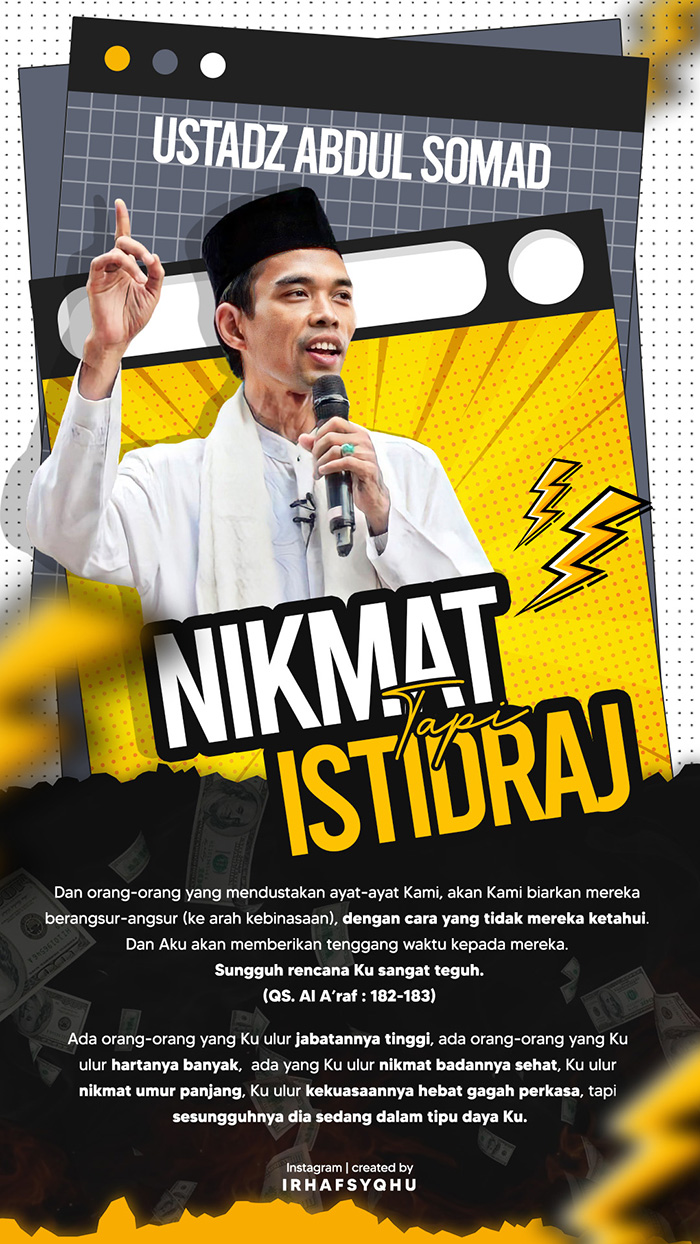 USTADZ ABDUL SOMAD
NIKMAT
Tapi
ISTIDRAJ
Dan orang-orang yang mendustakan ayat-ayat Kami, akan Kami biarkan mereka
berangsur-angsur (ke arah kebinasaan), dengan cara yang tidak mereka ketahui.
Dan Aku akan memberikan tenggang waktu kepada mereka.
Sungguh rencana Ku sangat teguh.
(QS. Al A'raf : 182-183)
Ada orang-orang yang Ku ulur jabatannya tinggi, ada orang-orang yang Ku
ulur hartanya banyak, ada yang Ku ulur nikmat badannya sehat, Ku ulur
nikmat umur panjang, Ku ulur kekuasaannya hebat gagah perkasa, tapi
sesungguhnya dia sedang dalam tipu daya Ku.
Instagram | created by
IRHAFSYQHU